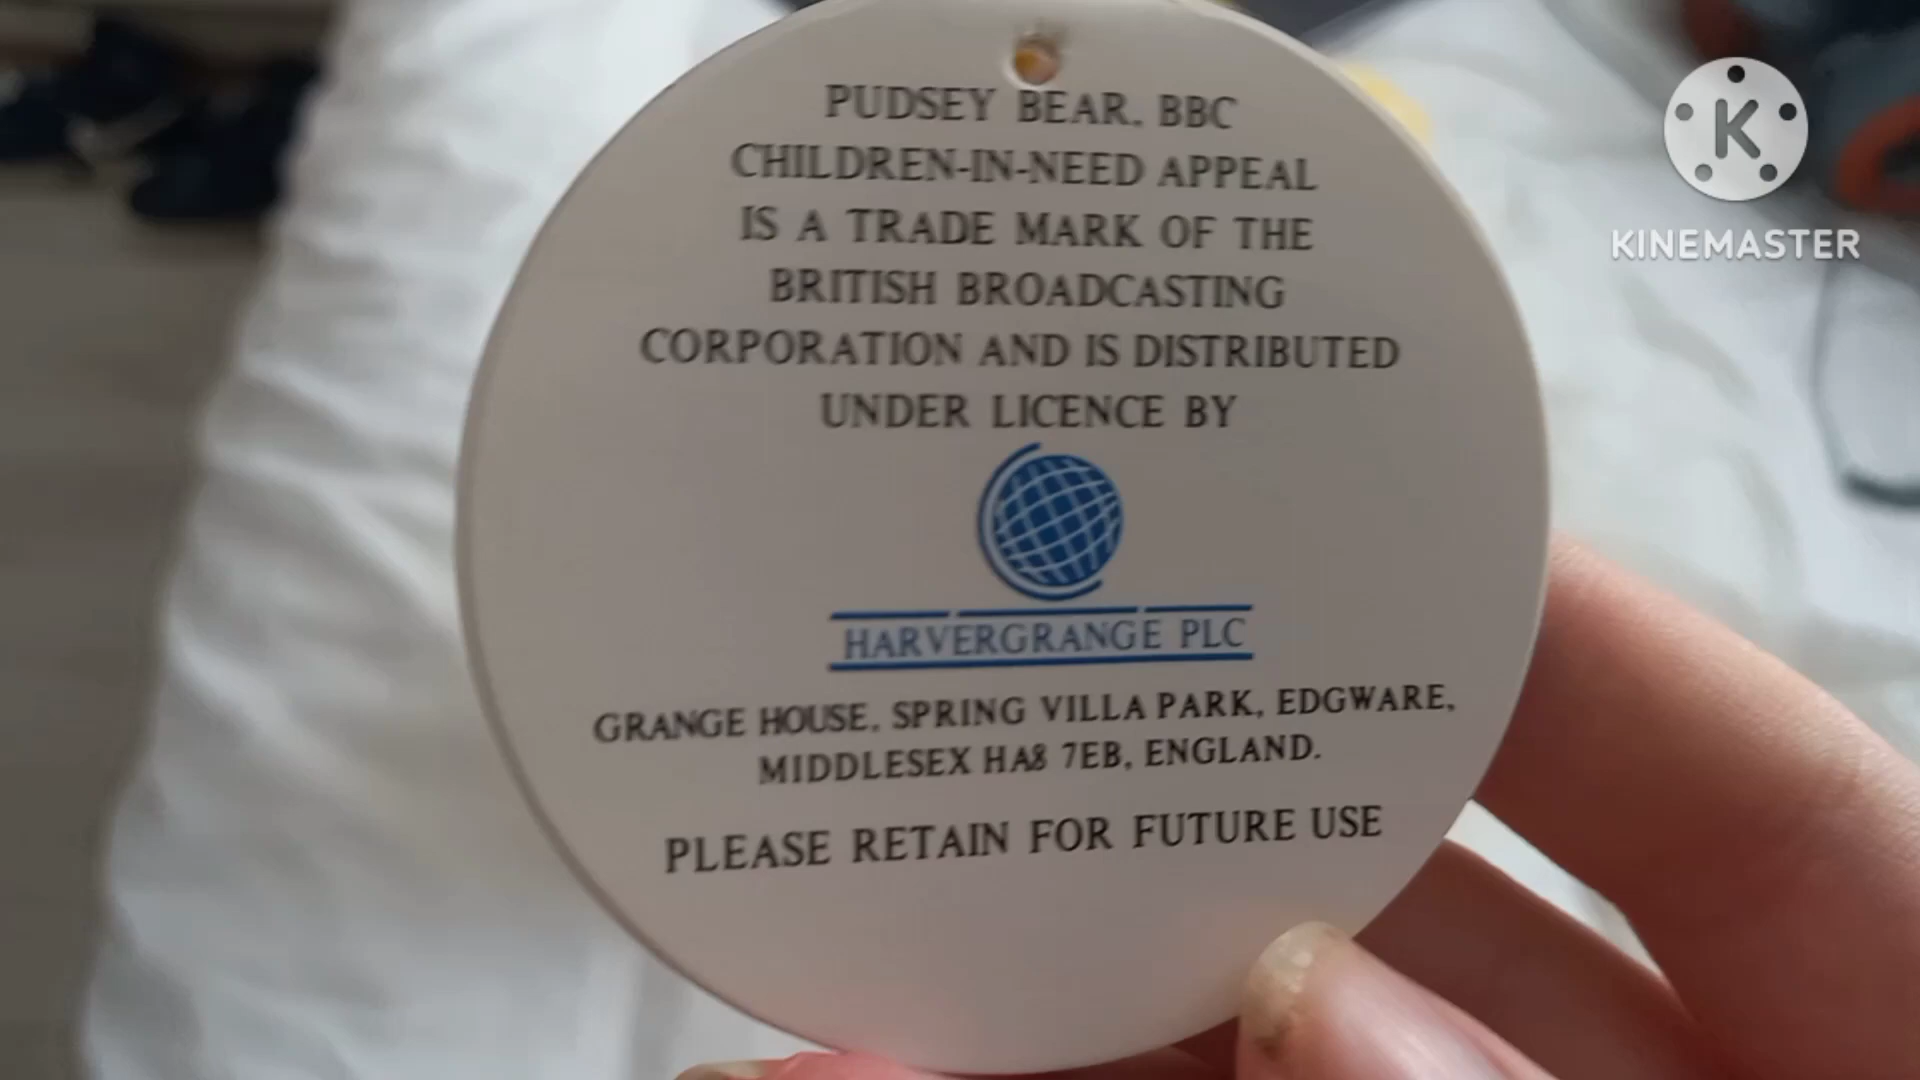 PUDSEY BEAR. BBC
CHILDREN-IN-NEED APPEAL
IS A TRADE MARK OF THE
BRITISH BROADCASTING
CORPORATION AND IS DISTRIBUTED
UNDER LICENCE BY
HARVERGRANGE PLC
GRANGE HOUSE, SPRING VILLA PARK, EDGWARE,
MIDDLESEX HA8 7EB, ENGLAND.
PLEASE RETAIN FOR FUTURE USE
K
KINEMASTER